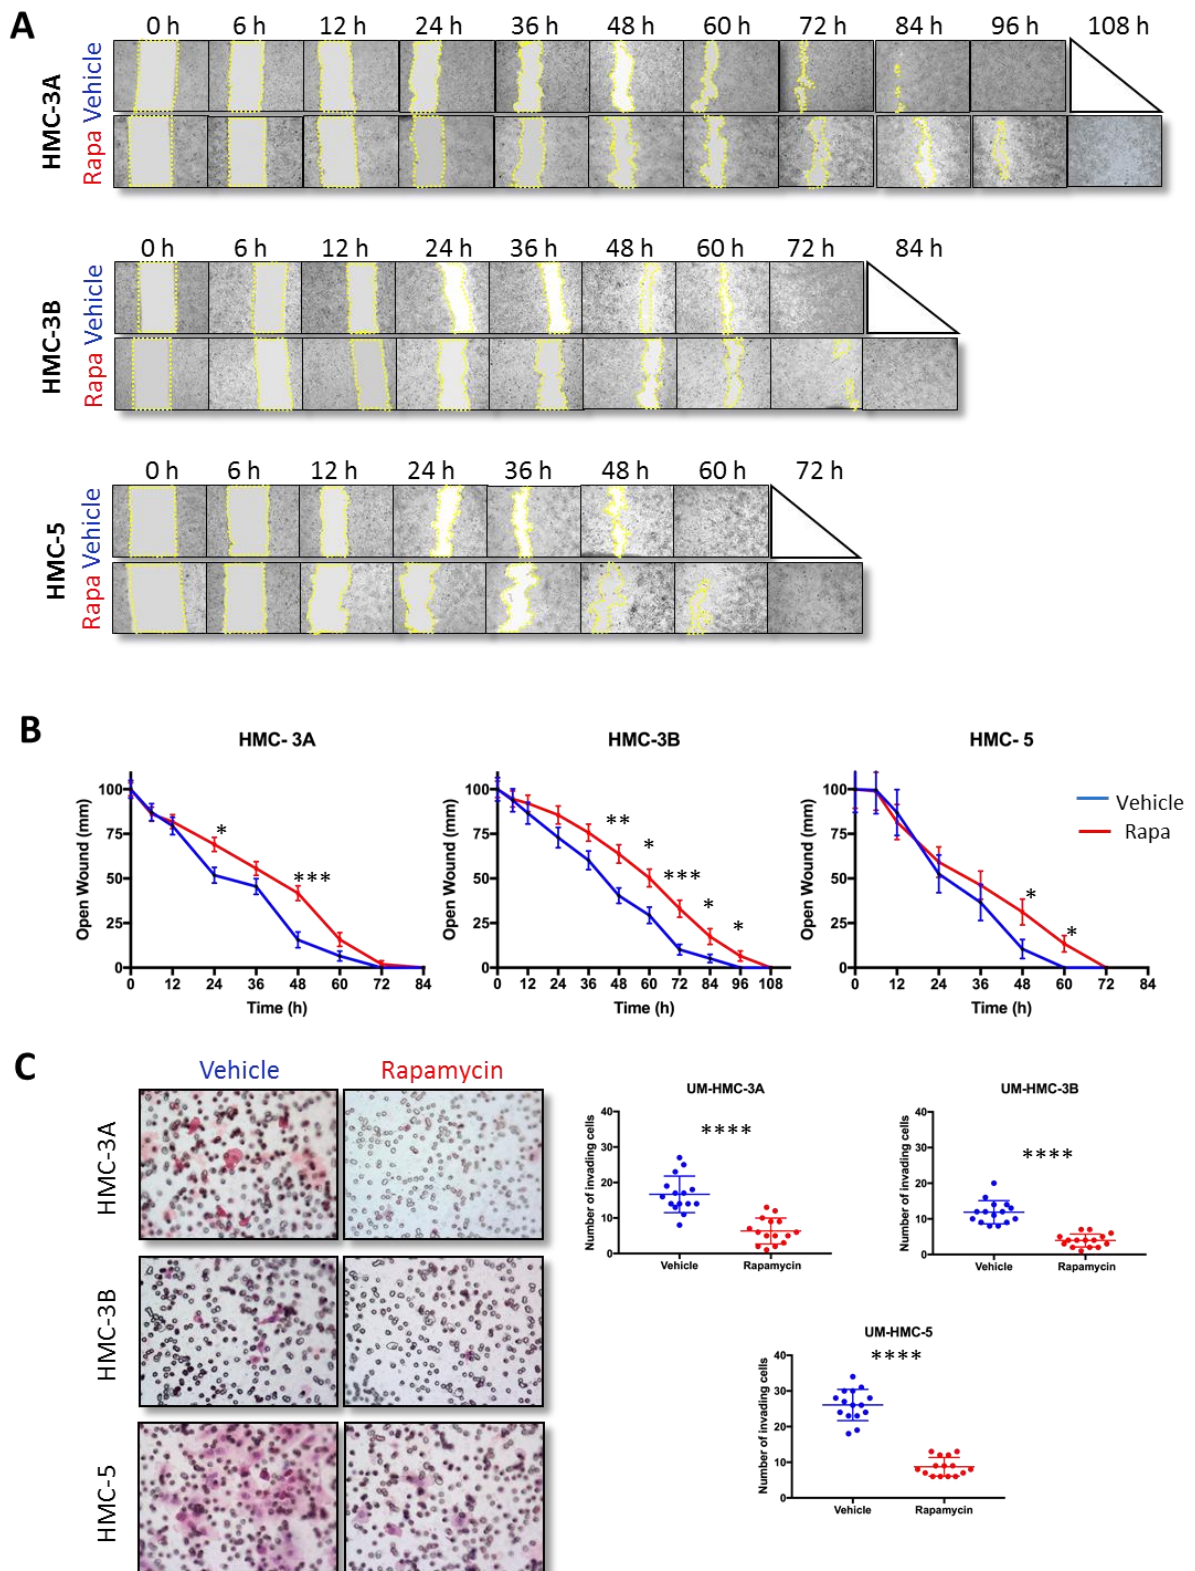 A
0 h 6 h 12 h 24 h 36 h 48 h 60 h 72 h 84 h 96 h 108 h
HMC-3A
Rapa Vehicle
0 h 6 h 12 h 24 h 36 h 48 h 60 h 72 h 84 h
HMC-3B
Rapa Vehicle
0 h 6 h 12 h 24 h 36 h 48 h 60 h 72 h
HMC-5
Rapa Vehicle
B
HMC- 3A
Open Wound (mm)
100
75
50
25
0
*
***
0 12 24 36 48 60 72 84
Time (h)
HMC-3B
Open Wound (mm)
100
75
50
25
0
**
*
***
*
*
0 12 24 36 48 60 72 84 96 108
Time (h)
HMC- 5
Open Wound (mm)
100
75
50
25
0
*
*
0 12 24 36 48 60 72 84
Time (h)
Vehicle
Rapa
C
Vehicle Rapamycin
HMC-3A
HMC-3B
HMC-5
UM-HMC-3A
Number of invading cells
40
30
20
10
0
****
Vehicle Rapamycin
UM-HMC-3B
Number of invading cells
40
30
20
10
0
****
Vehicle Rapamycin
UM-HMC-5
Number of invading cells
40
30
20
10
0
****
Vehicle Rapamycin